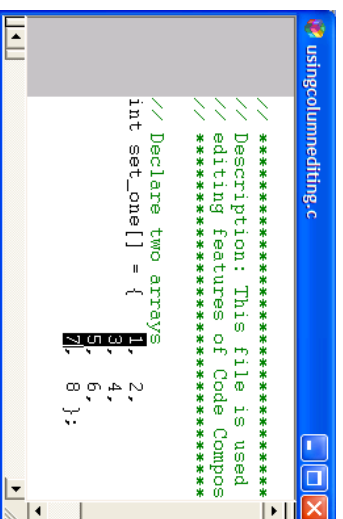 usingcolumnediting.c
// **************************
// Description: This file is used
// editing features of Code Compos
// **************************
// Declare two arrays
int set_one[] = {
1, 2,
3, 4,
5, 6,
7, 8 };